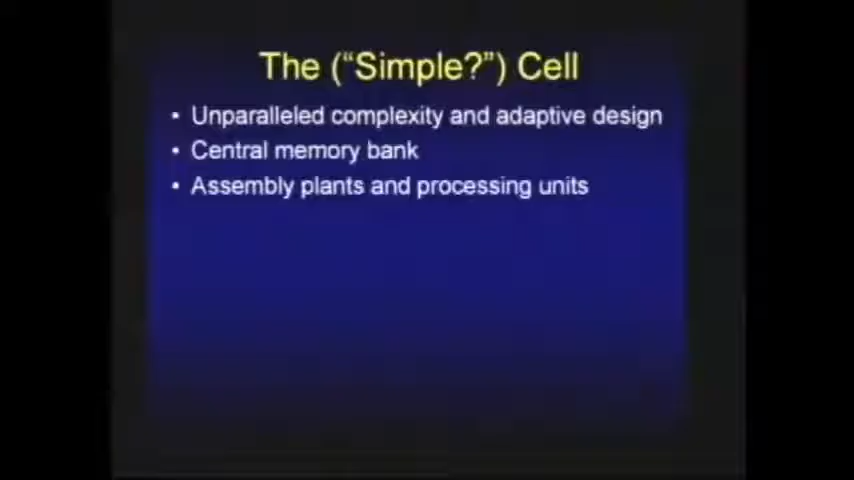 The (“Simple?”) Cell
• Unparalleled complexity and adaptive design
• Central memory bank
• Assembly plants and processing units